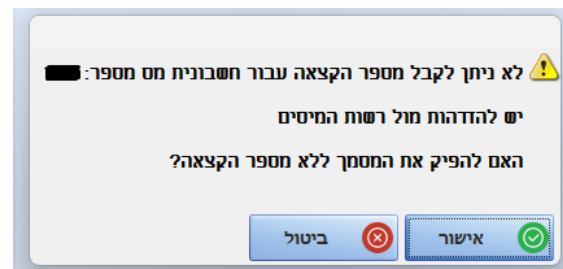 לא ניתן לקבל מספר הקצאה עבור חשבונית מס מספר:
יש להזדהות מול רשות המיסים
האם להפיק את המסמך ללא מספר הקצאה?
אישור
ביטול